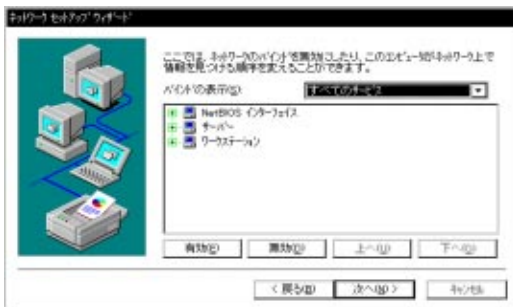 ネットワーク セットアップ ウィザード
ここでは、ネットワークのバインドを無効にしたり、このコンピュータがネットワーク上で
情報を見つける順序を変えることができます。
バインドの表示(S):
すべてのサービス
NetBIOS インターフェイス
サーバー
ワークステーション
有効(E)
無効(D)
上へ(U)
下へ(O)
< 戻る(B)
次へ(N) >
キャンセル